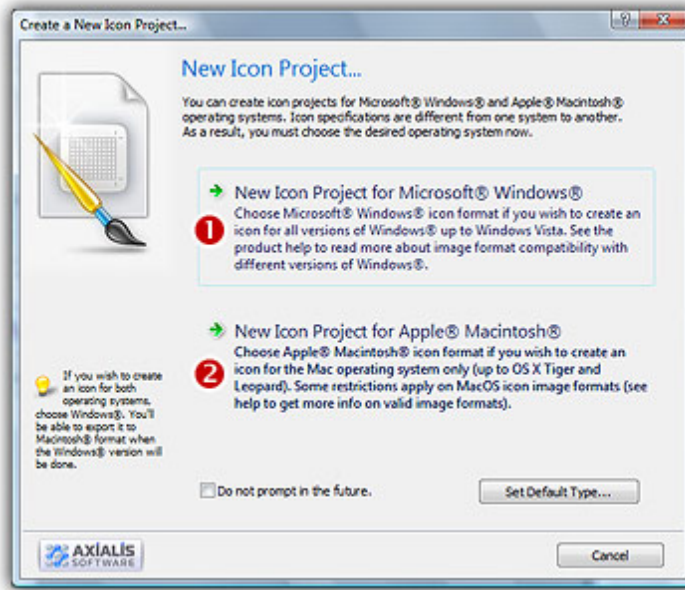 Create a New Icon Project...
New Icon Project...
You can create icon projects for Microsoft® Windows® and Apple® Macintosh®
operating systems. Icon specifications are different from one system to another.
As a result, you must choose the desired operating system now.
New Icon Project for Microsoft® Windows®
1
Choose Microsoft® Windows® icon format if you wish to create an
icon for all versions of Windows® up to Windows Vista. See the
product help to read more about image format compatibility with
different versions of Windows®.
New Icon Project for Apple® Macintosh®
2
Choose Apple® Macintosh® icon format if you wish to create an
icon for the Mac operating system only (up to OS X Tiger and
Leopard). Some restrictions apply on MacOS icon image formats (see
help to get more info on valid image formats).
If you wish to create
an icon for both
operating systems,
choose Windows®. You'll
be able to export it to
Macintosh® format when
the Windows® version will
be done.
Do not prompt in the future.
Set Default Type...
AXIALIS
SOFTWARE
Cancel